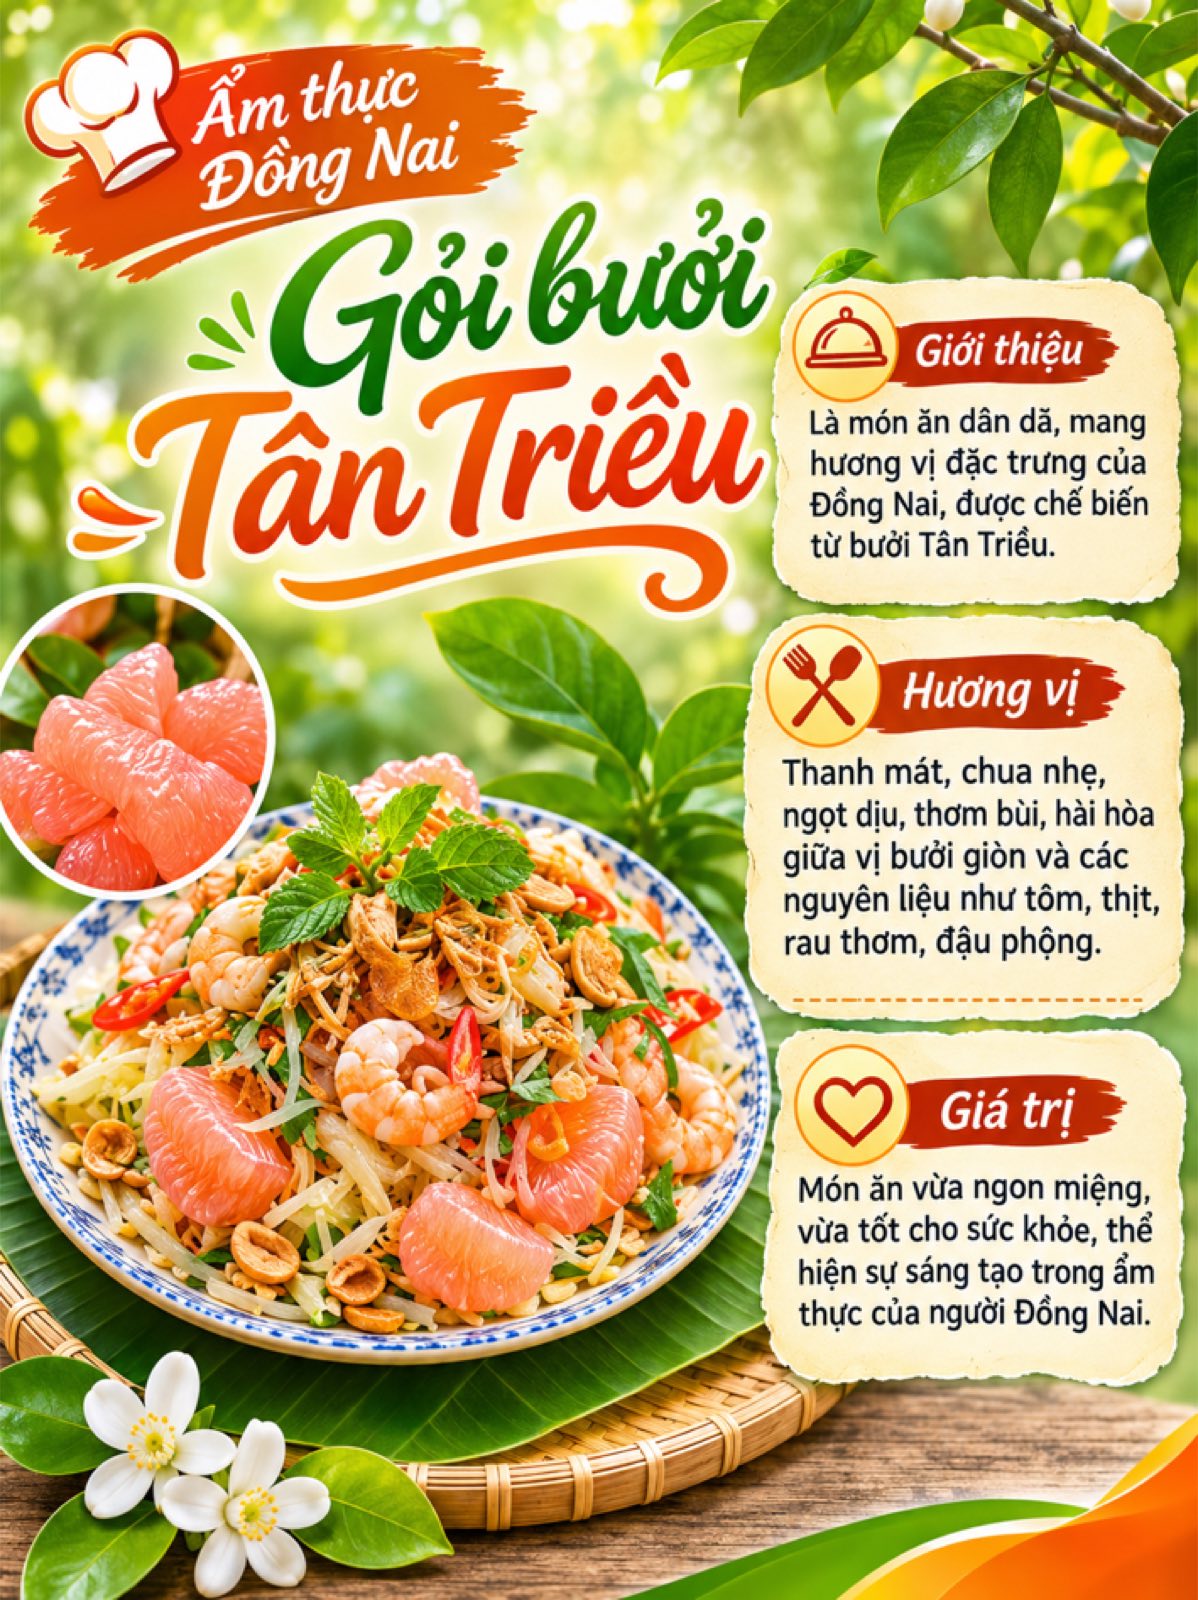 Ẩm thực
Đồng Nai
Gỏi bưởi
Tân Triều
Giới thiệu
Là món ăn dân dã, mang
hương vị đặc trưng của
Đồng Nai, được chế biến
từ bưởi Tân Triều.
Hương vị
Thanh mát, chua nhẹ,
ngọt dịu, thơm bùi, hài hòa
giữa vị bưởi giòn và các
nguyên liệu như tôm, thịt,
rau thơm, đậu phộng.
Giá trị
Món ăn vừa ngon miệng,
vừa tốt cho sức khỏe, thể
hiện sự sáng tạo trong ẩm
thực của người Đồng Nai.